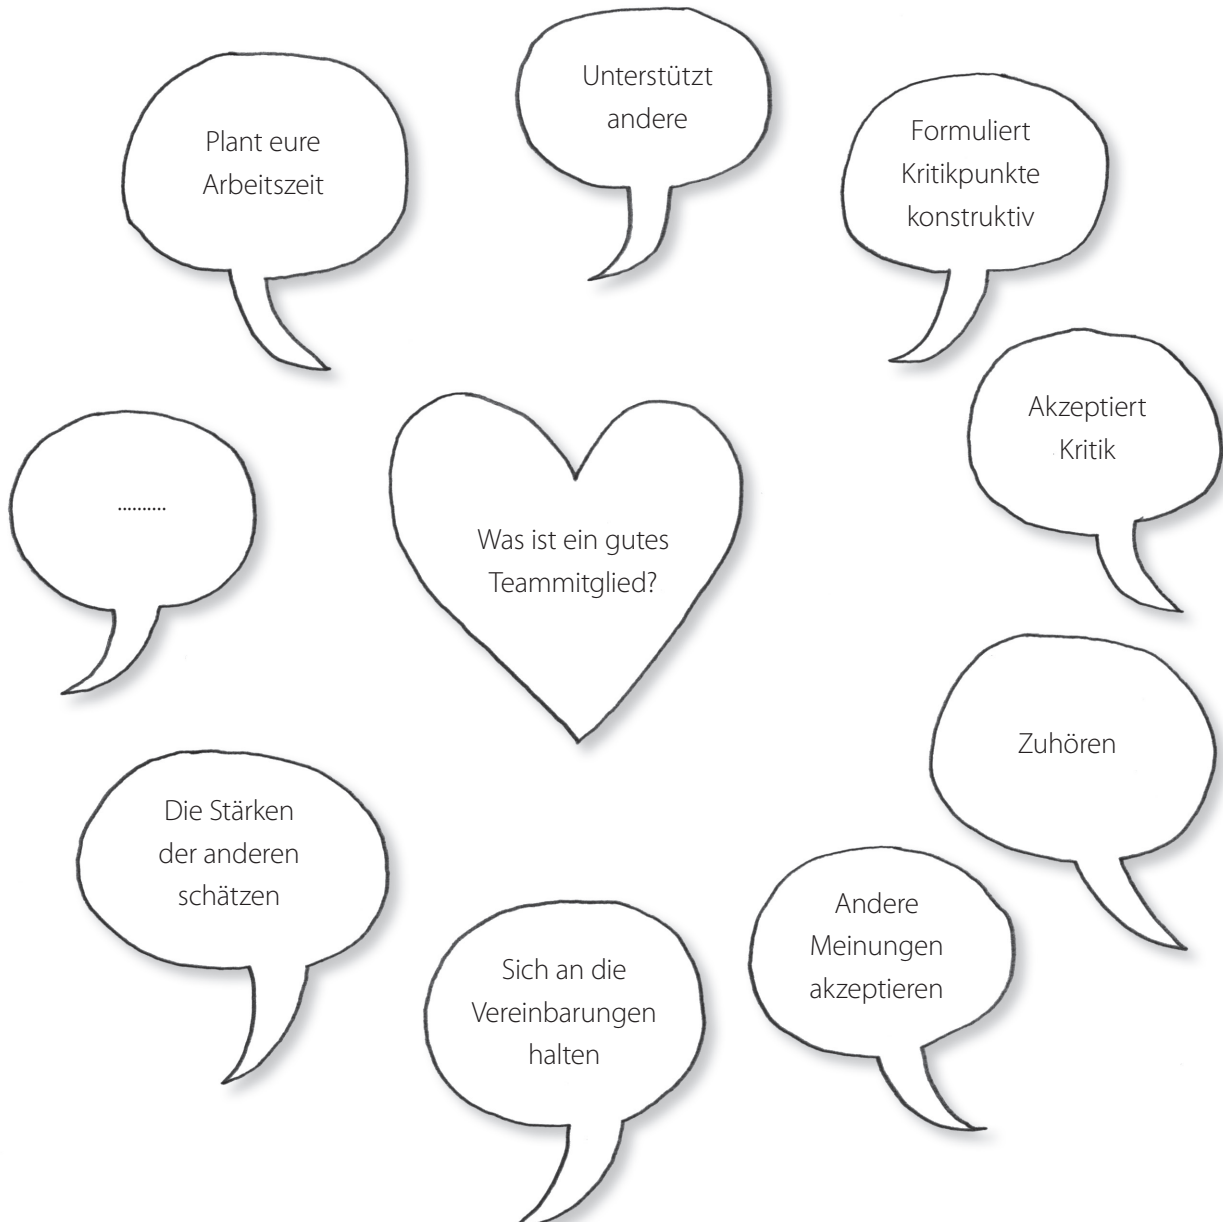 Unterstützt
andere
Plant eure
Arbeitszeit
Formuliert
Kritikpunkte
konstruktiv
Akzeptiert
Kritik
..........
Was ist ein gutes
Teammitglied?
Zuhören
Die Stärken
der anderen
schätzen
Andere
Meinungen
akzeptieren
Sich an die
Vereinbarungen
halten